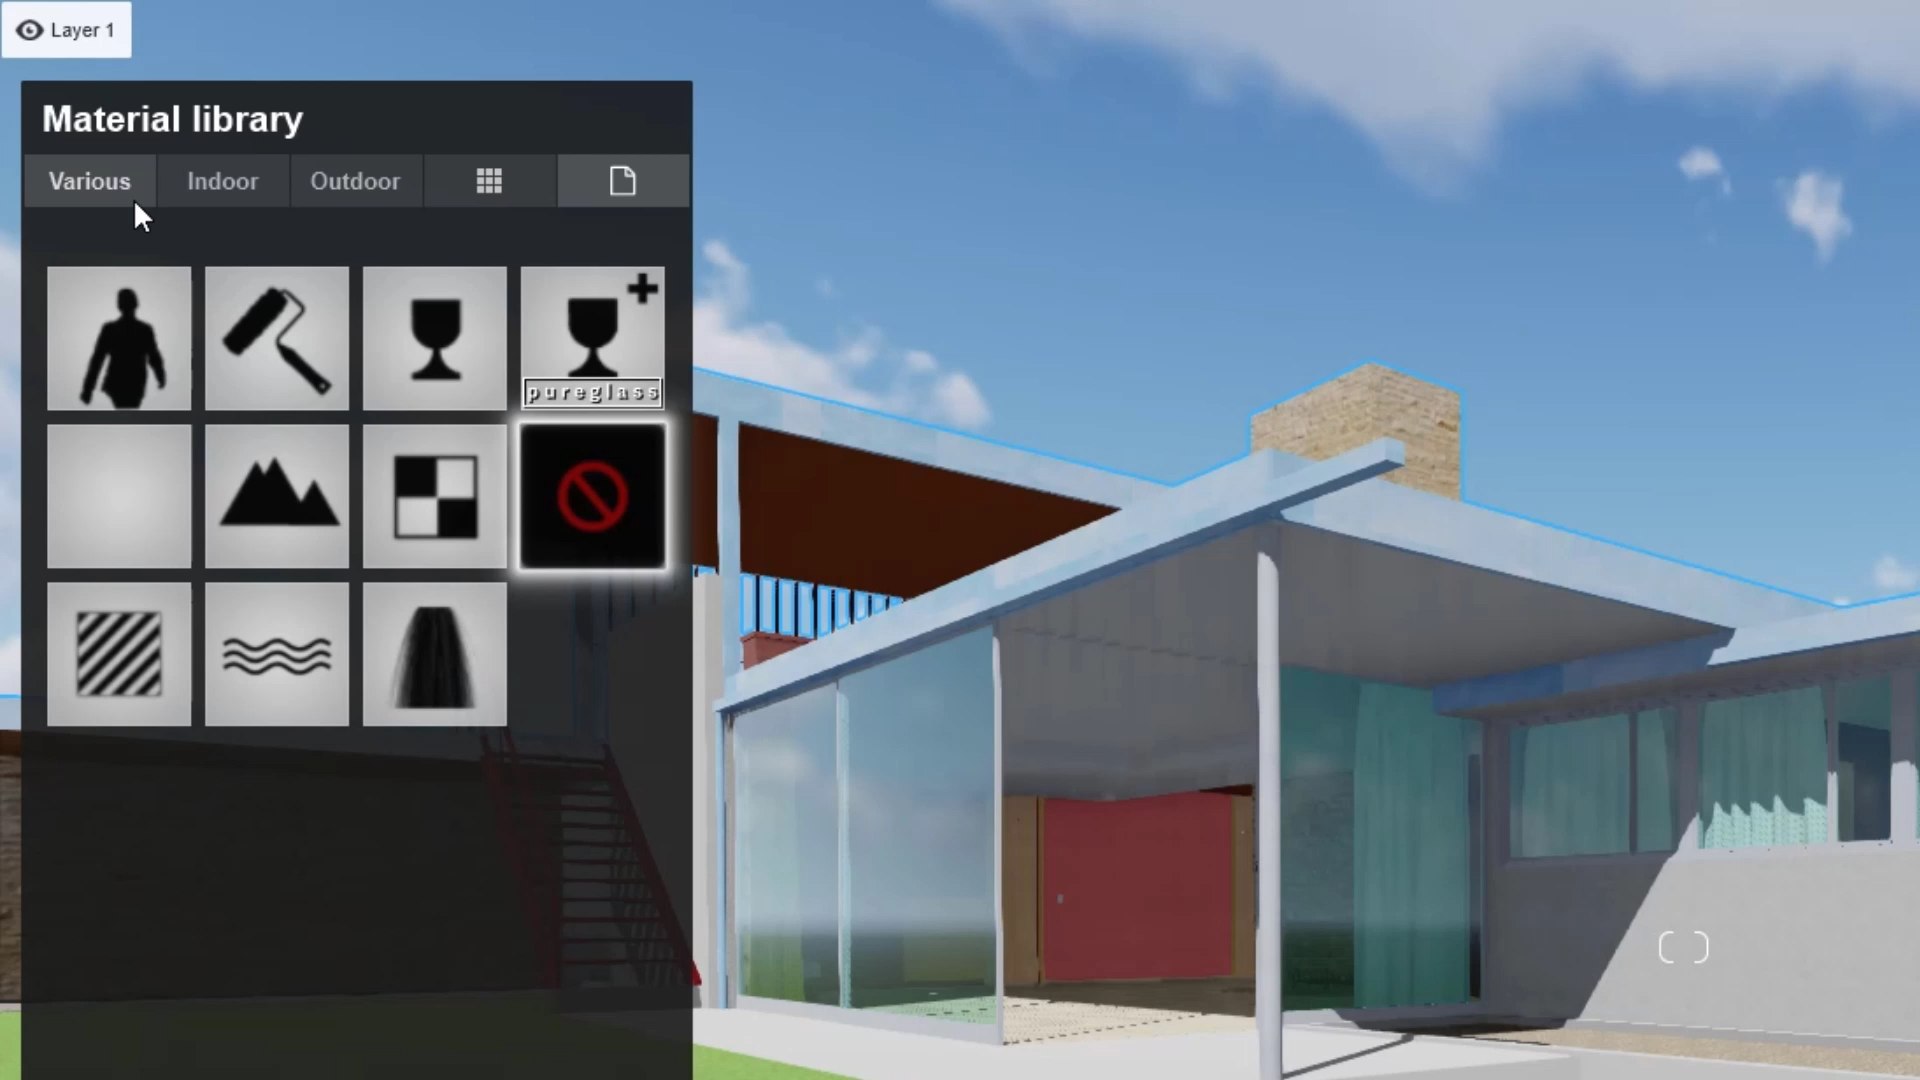 Layer 1
Material library
Various
Indoor
Outdoor
pureglass